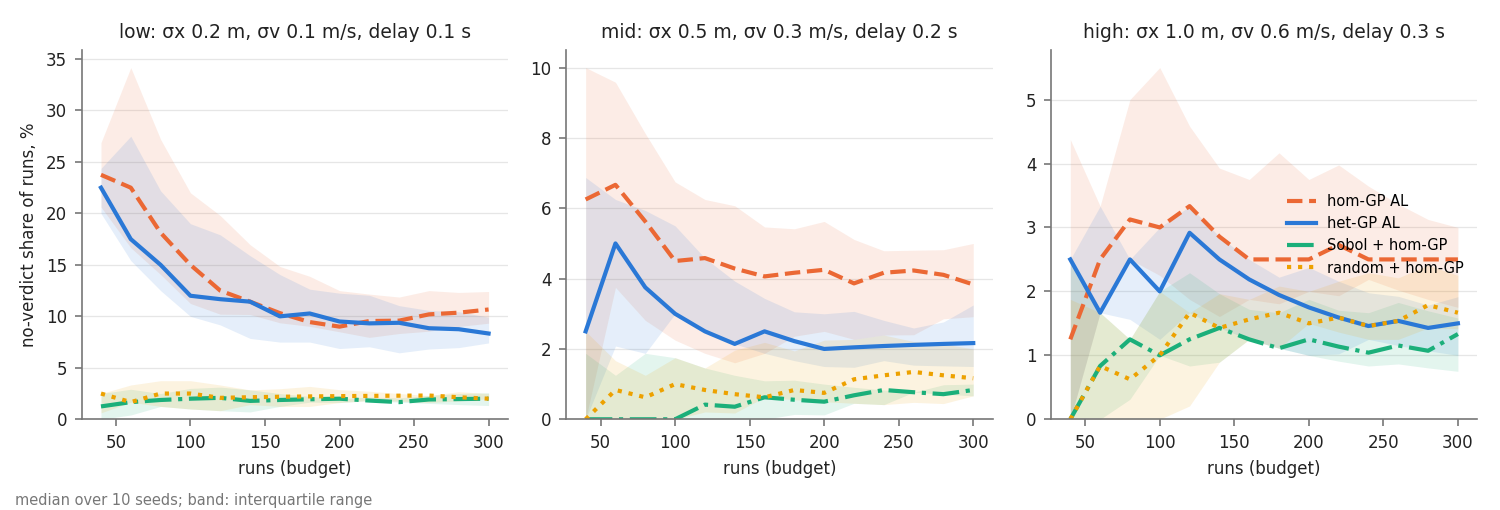 low: σx 0.2 m, σv 0.1 m/s, delay 0.1 s
mid: σx 0.5 m, σv 0.3 m/s, delay 0.2 s
high: σx 1.0 m, σv 0.6 m/s, delay 0.3 s
no-verdict share of runs, %
35
30
25
20
15
10
5
0
50 100 150 200 250 300
runs (budget)
10
8
6
4
2
0
50 100 150 200 250 300
runs (budget)
5
4
3
2
1
0
50 100 150 200 250 300
runs (budget)
hom-GP AL
het-GP AL
Sobol + hom-GP
random + hom-GP
median over 10 seeds; band: interquartile range